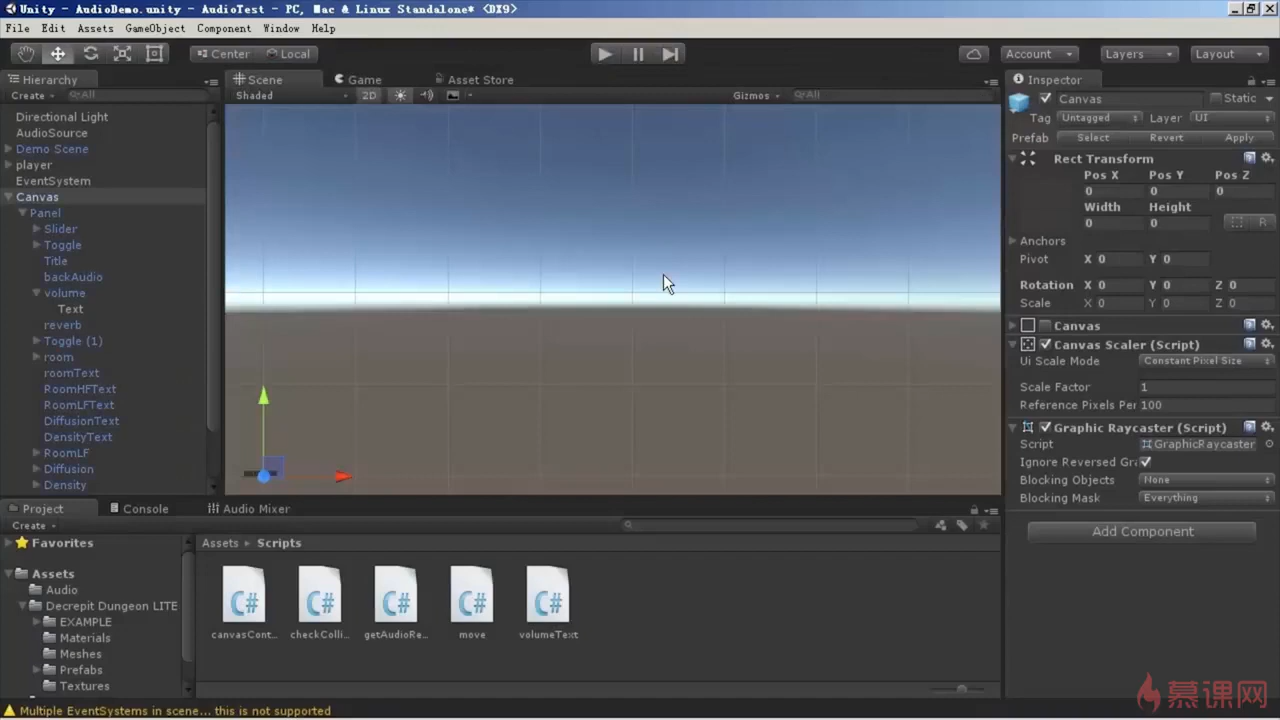 Unity - AudioDemo.unity - AudioTest - PC, Mac & Linux Standalone* <DX9>
File Edit Assets GameObject Component Window Help
Center Local Account Layers Layout
Hierarchy Scene Game Asset Store Inspector
Create All Shaded 2D Gizmos All
Canvas Static
Tag Untagged Layer UI
Prefab Select Revert Apply
Directional Light
AudioSource
Demo Scene
player
EventSystem
Canvas
Panel
Slider
Toggle
Title
backAudio
volume
Text
reverb
Toggle (1)
room
roomText
RoomHFText
RoomLFText
DiffusionText
DensityText
RoomLF
Diffusion
Density
Rect Transform
Pos X Pos Y Pos Z
0 0 0
Width Height
0 0
R
Anchors
Pivot X 0 Y 0
Rotation X 0 Y 0 Z 0
Scale X 0 Y 0 Z 0
Canvas
Canvas Scaler (Script)
Ui Scale Mode Constant Pixel Size
Scale Factor 1
Reference Pixels Per 100
Graphic Raycaster (Script)
Script GraphicRaycaster
Ignore Reversed Gra
Blocking Objects None
Blocking Mask Everything
Add Component
Project Console Audio Mixer
Create
Favorites
Assets
Audio
Decrepit Dungeon LITE
EXAMPLE
Materials
Meshes
Prefabs
Textures
Assets Scripts
C# C# C# C# C#
canvasCont... checkColli... getAudioRe... move volumeText
Multiple EventSystems in scene... this is not supported
慕课网